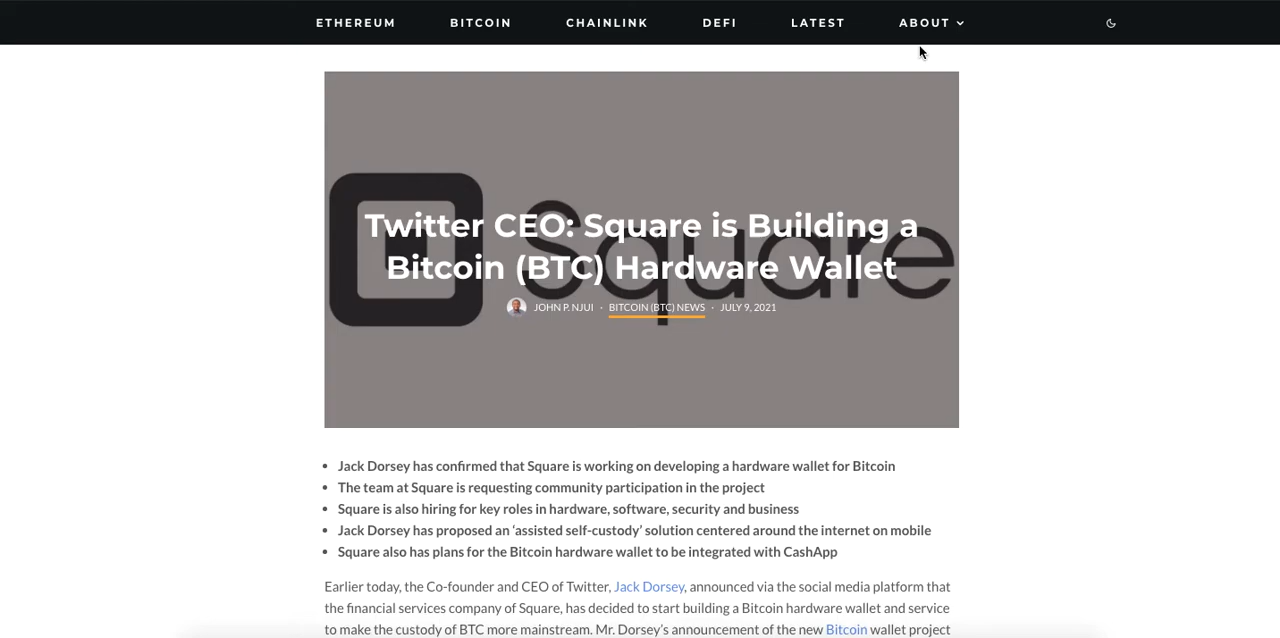 ETHEREUM BITCOIN CHAINLINK DEFI LATEST ABOUT
Square
Twitter CEO: Square is Building a
Bitcoin (BTC) Hardware Wallet
JOHN P. NJUI · BITCOIN (BTC) NEWS · JULY 9, 2021
• Jack Dorsey has confirmed that Square is working on developing a hardware wallet for Bitcoin
• The team at Square is requesting community participation in the project
• Square is also hiring for key roles in hardware, software, security and business
• Jack Dorsey has proposed an ‘assisted self-custody’ solution centered around the internet on mobile
• Square also has plans for the Bitcoin hardware wallet to be integrated with CashApp
Earlier today, the Co-founder and CEO of Twitter, Jack Dorsey, announced via the social media platform that
the financial services company of Square, has decided to start building a Bitcoin hardware wallet and service
to make the custody of BTC more mainstream. Mr. Dorsey’s announcement of the new Bitcoin wallet project